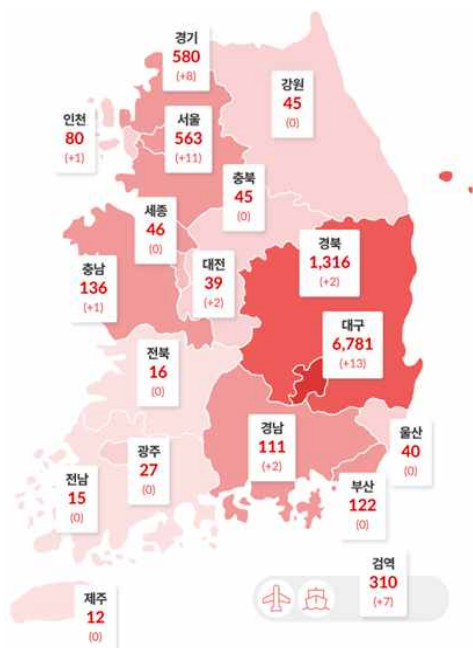 경기
580
(+8)
강원
45
(0)
인천
80
(+1)
서울
563
(+11)
충북
45
(0)
세종
46
(0)
경북
1,316
(+2)
대전
39
(+2)
충남
136
(+1)
대구
6,781
(+13)
전북
16
(0)
경남
111
(+2)
울산
40
(0)
광주
27
(0)
전남
15
(0)
부산
122
(0)
검역
310
(+7)
제주
12
(0)